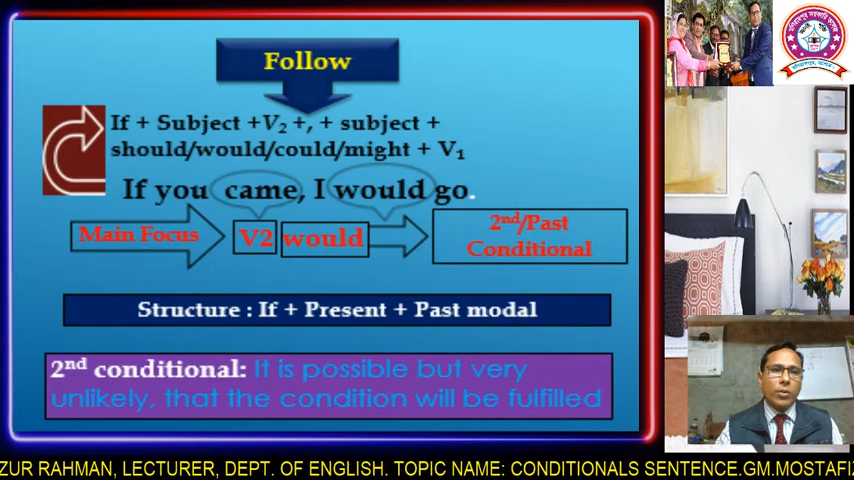 Follow
If + Subject +V₂ +, + subject +
should/would/could/might + V₁
If you came, I would go.
Main Focus
V2 would
2nd/Past
Conditional
Structure : If + Present + Past modal
2nd conditional: It is possible but very
unlikely, that the condition will be fulfilled
ZUR RAHMAN, LECTURER, DEPT. OF ENGLISH. TOPIC NAME: CONDITIONALS SENTENCE.GM.MOSTAFIZ